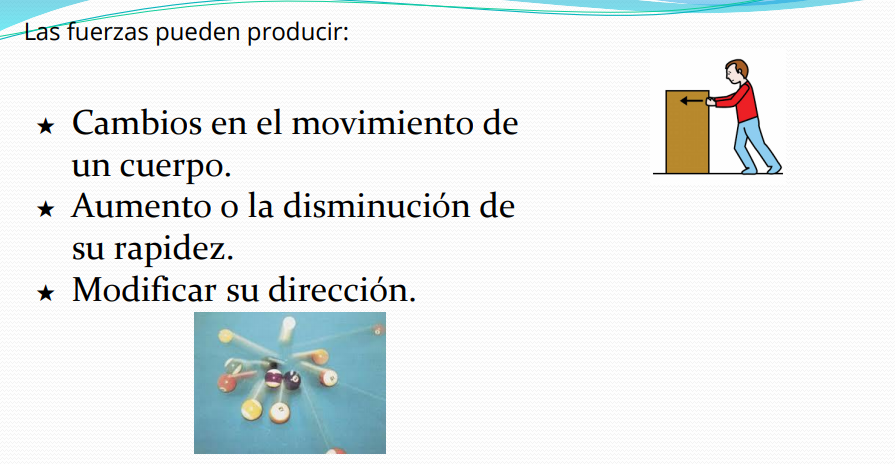 Las fuerzas pueden producir:
★ Cambios en el movimiento de
un cuerpo.
★ Aumento o la disminución de
su rapidez.
★ Modificar su dirección.